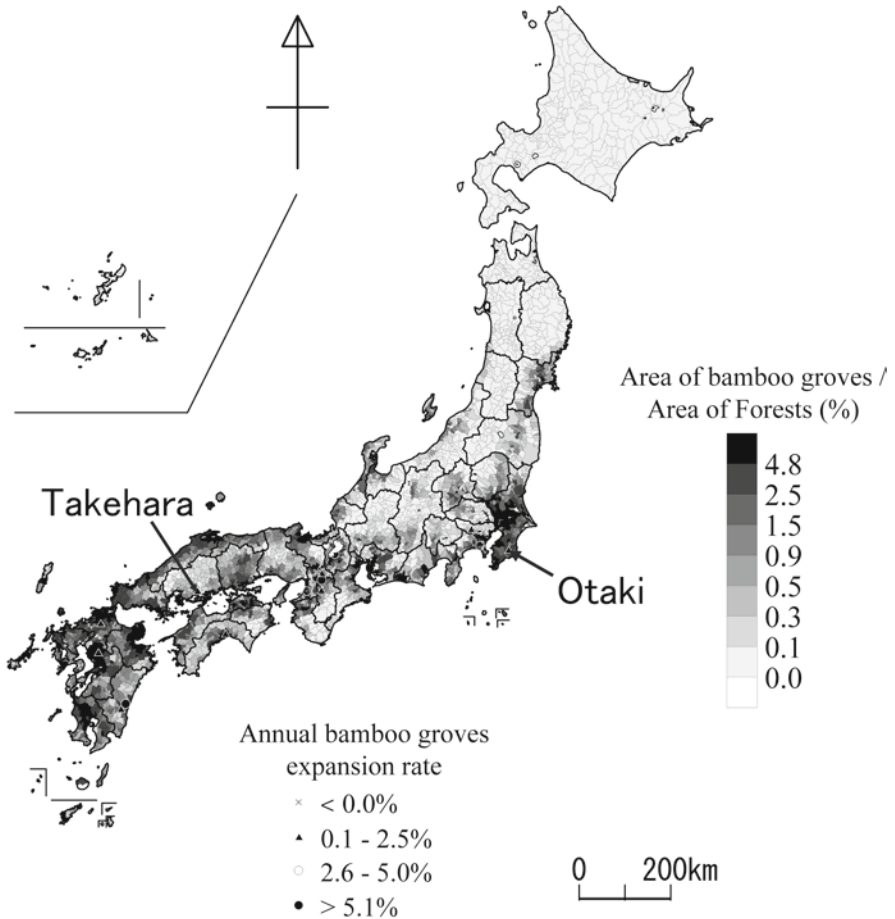 Area of bamboo groves /
Area of Forests (%)
4.8
2.5
1.5
0.9
0.5
0.3
0.1
0.0
Takehara
Otaki
Annual bamboo groves
expansion rate
× < 0.0%
▲ 0.1 - 2.5%
○ 2.6 - 5.0%
● > 5.1%
0 200km